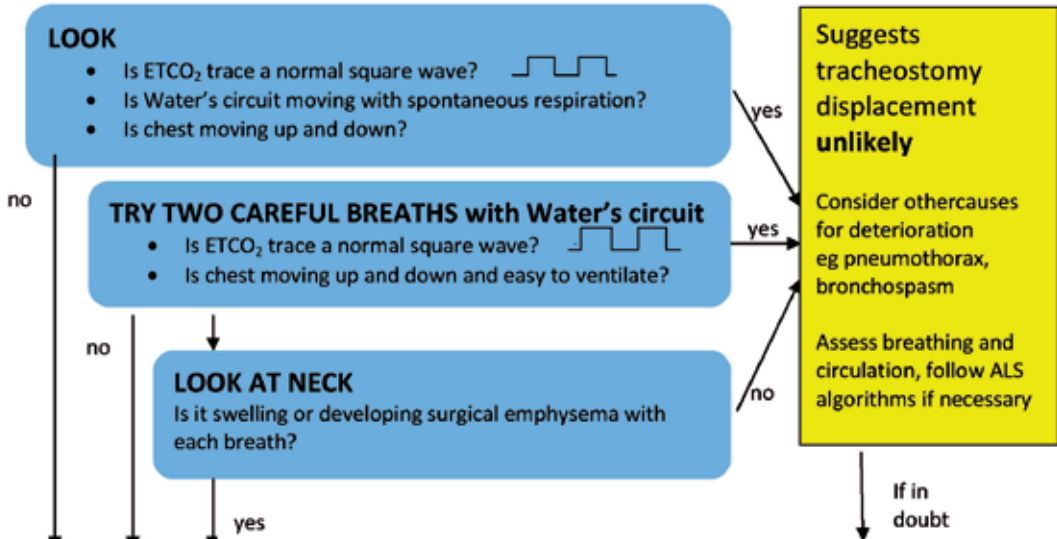 LOOK
• Is ETCO₂ trace a normal square wave?
• Is Water's circuit moving with spontaneous respiration?
• Is chest moving up and down?
yes
no
TRY TWO CAREFUL BREATHS with Water's circuit
• Is ETCO₂ trace a normal square wave?
• Is chest moving up and down and easy to ventilate?
yes
no
LOOK AT NECK
Is it swelling or developing surgical emphysema with
each breath?
no
yes
Suggests
tracheostomy
displacement
unlikely
Consider othercauses
for deterioration
eg pneumothorax,
bronchospasm
Assess breathing and
circulation, follow ALS
algorithms if necessary
If in
doubt